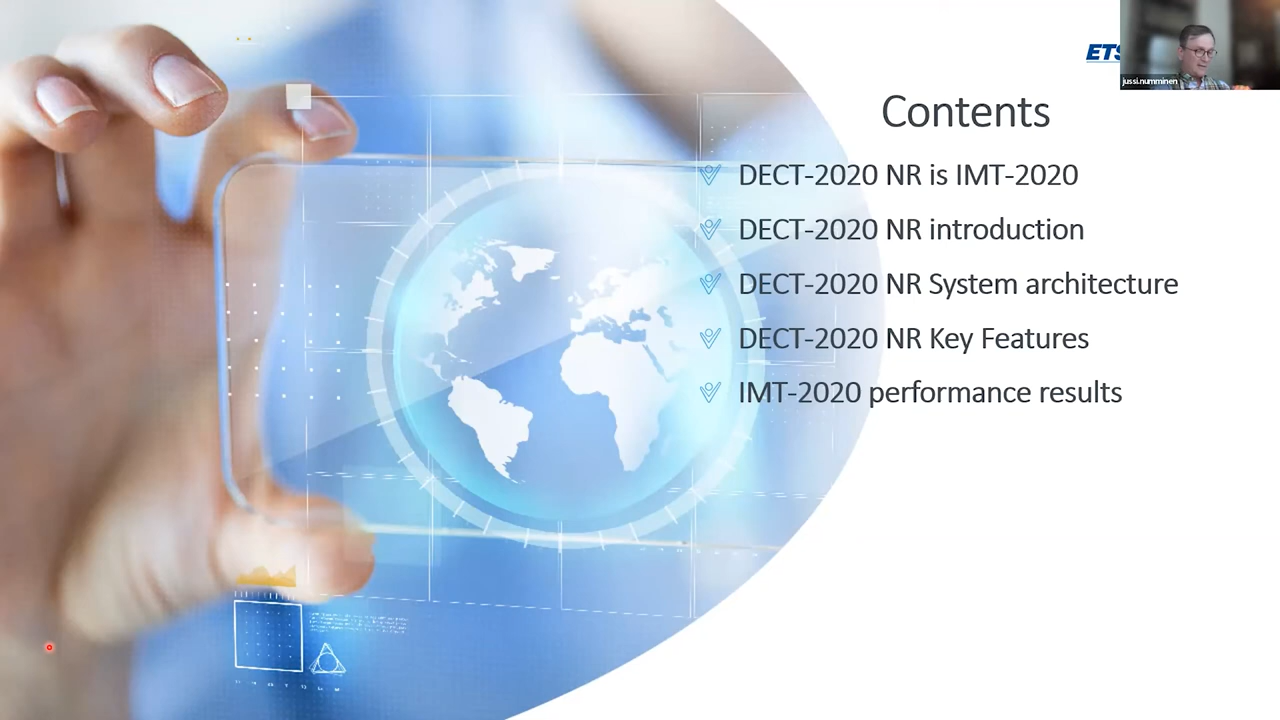 ETS
jussi.numminen
Contents
DECT-2020 NR is IMT-2020
DECT-2020 NR introduction
DECT-2020 NR System architecture
DECT-2020 NR Key Features
IMT-2020 performance results